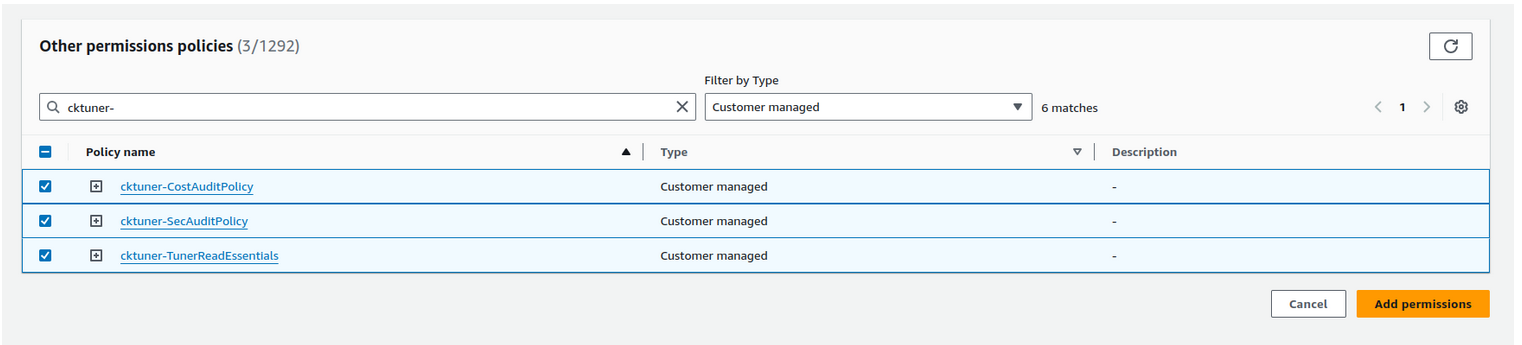 Other permissions policies (3/1292)
Filter by Type
cktuner-
Customer managed
6 matches
1
Policy name
Type
Description
cktuner-CostAuditPolicy Customer managed -
cktuner-SecAuditPolicy Customer managed -
cktuner-TunerReadEssentials Customer managed -
Cancel
Add permissions